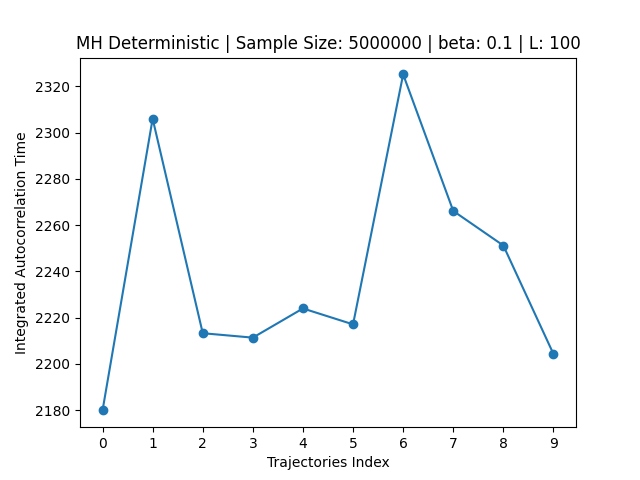 MH Deterministic | Sample Size: 5000000 | beta: 0.1 | L: 100
Integrated Autocorrelation Time
2320
2300
2280
2260
2240
2220
2200
2180
0 1 2 3 4 5 6 7 8 9
Trajectories Index